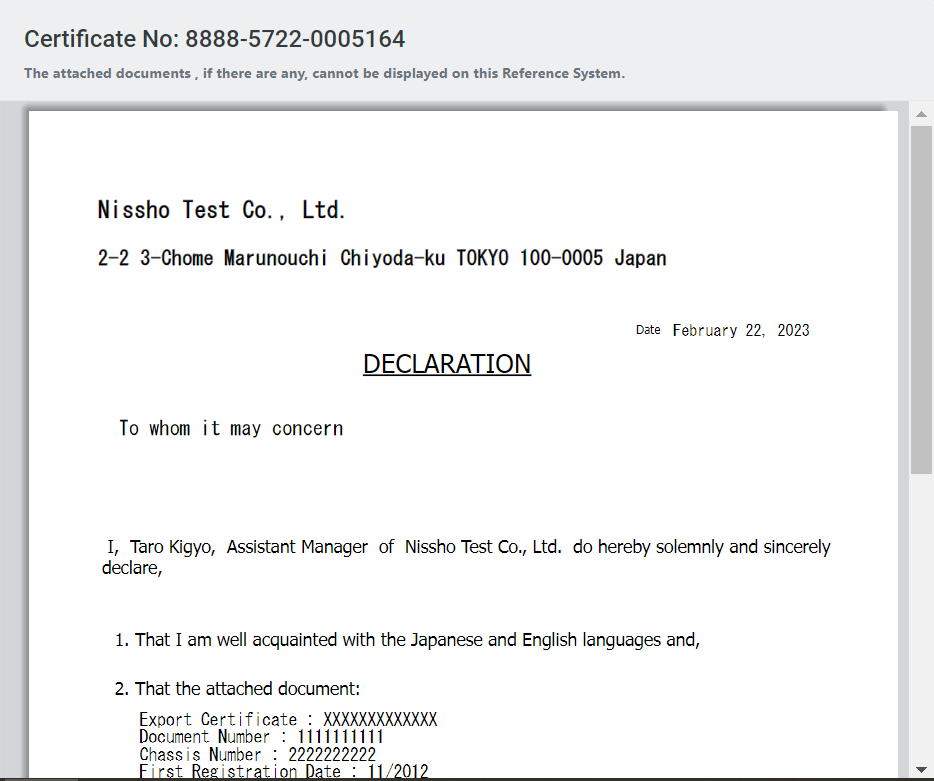 Certificate No: 8888-5722-0005164
The attached documents , if there are any, cannot be displayed on this Reference System.
Nissho Test Co., Ltd.
2-2 3-Chome Marunouchi Chiyoda-ku TOKYO 100-0005 Japan
Date February 22, 2023
DECLARATION
To whom it may concern
I, Taro Kigyo, Assistant Manager of Nissho Test Co., Ltd. do hereby solemnly and sincerely
declare,
1. That I am well acquainted with the Japanese and English languages and,
2. That the attached document:
Export Certificate : XXXXXXXXXXXXX
Document Number : 1111111111
Chassis Number : 2222222222
First Registration Date : 11/2012